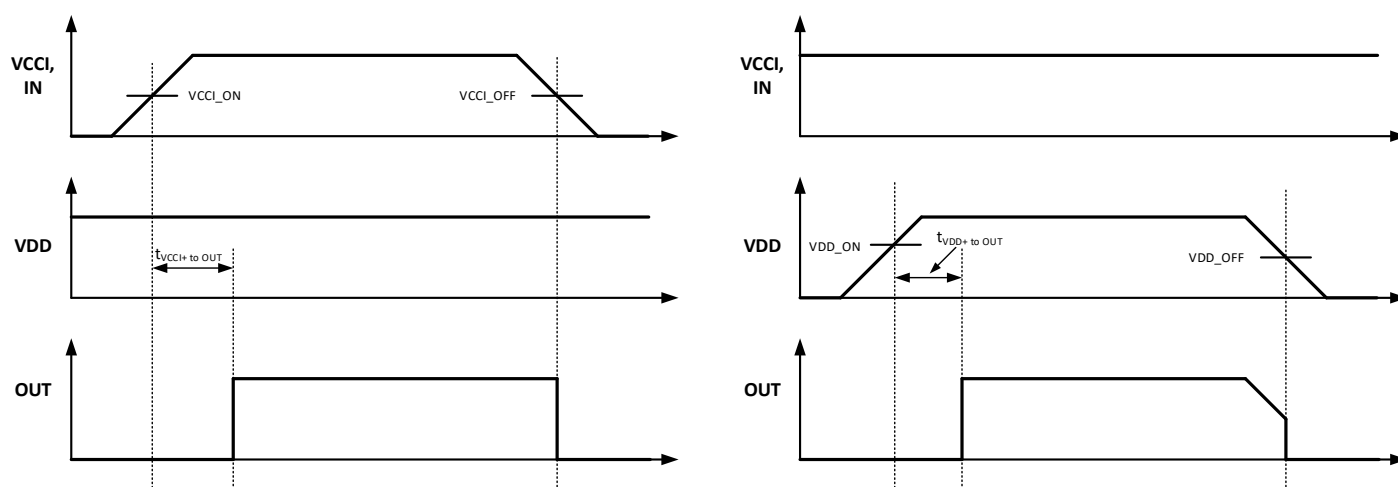 VCCI,
IN
VCCI_ON
VCCI_OFF
VDD
tVCCI+ to OUT
OUT
VCCI,
IN
VDD
VDD_ON
tVDD+ to OUT
VDD_OFF
OUT